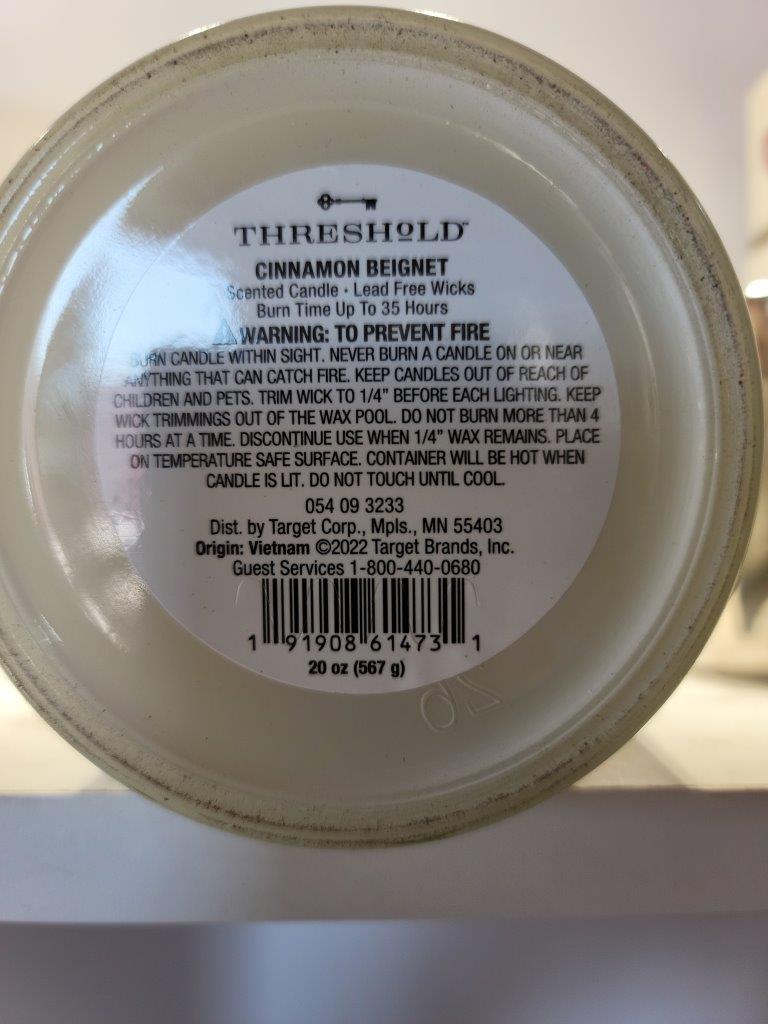 THRESHOLD™
CINNAMON BEIGNET
Scented Candle · Lead Free Wicks
Burn Time Up To 35 Hours
WARNING: TO PREVENT FIRE
BURN CANDLE WITHIN SIGHT. NEVER BURN A CANDLE ON OR NEAR
ANYTHING THAT CAN CATCH FIRE. KEEP CANDLES OUT OF REACH OF
CHILDREN AND PETS. TRIM WICK TO 1/4” BEFORE EACH LIGHTING. KEEP
WICK TRIMMINGS OUT OF THE WAX POOL. DO NOT BURN MORE THAN 4
HOURS AT A TIME. DISCONTINUE USE WHEN 1/4” WAX REMAINS. PLACE
ON TEMPERATURE SAFE SURFACE. CONTAINER WILL BE HOT WHEN
CANDLE IS LIT. DO NOT TOUCH UNTIL COOL.
054 09 3233
Dist. by Target Corp., Mpls., MN 55403
Origin: Vietnam ©2022 Target Brands, Inc.
Guest Services 1-800-440-0680
1 91908 61473 1
20 oz (567 g)